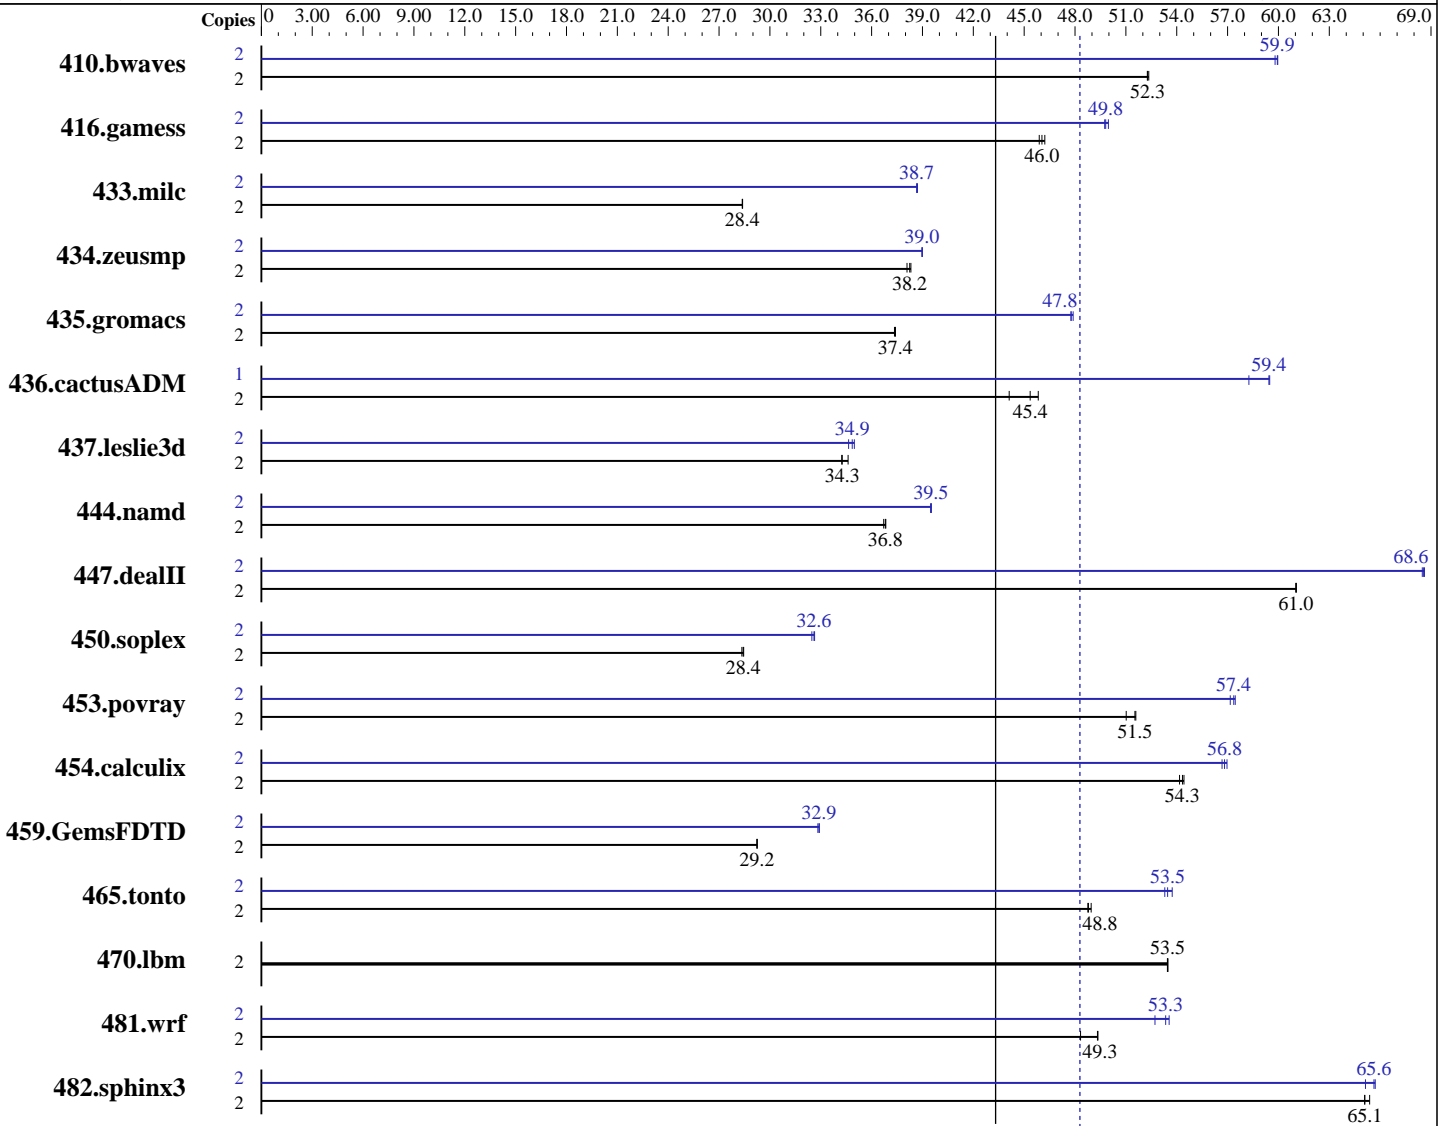 Copies 0 3.00 6.00 9.00 12.0 15.0 18.0 21.0 24.0 27.0 30.0 33.0 36.0 39.0 42.0 45.0 48.0 51.0 54.0 57.0 60.0 63.0 69.0
410.bwaves 2 59.9
2 52.3
416.gamess 2 49.8
2 46.0
433.milc 2 38.7
2 28.4
434.zeusmp 2 39.0
2 38.2
435.gromacs 2 47.8
2 37.4
436.cactusADM 1 59.4
2 45.4
437.leslie3d 2 34.9
2 34.3
444.namd 2 39.5
2 36.8
447.dealII 2 68.6
2 61.0
450.soplex 2 32.6
2 28.4
453.povray 2 57.4
2 51.5
454.calculix 2 56.8
2 54.3
459.GemsFDTD 2 32.9
2 29.2
465.tonto 2 53.5
2 48.8
470.lbm 2 53.5
481.wrf 2 53.3
2 49.3
482.sphinx3 2 65.6
2 65.1